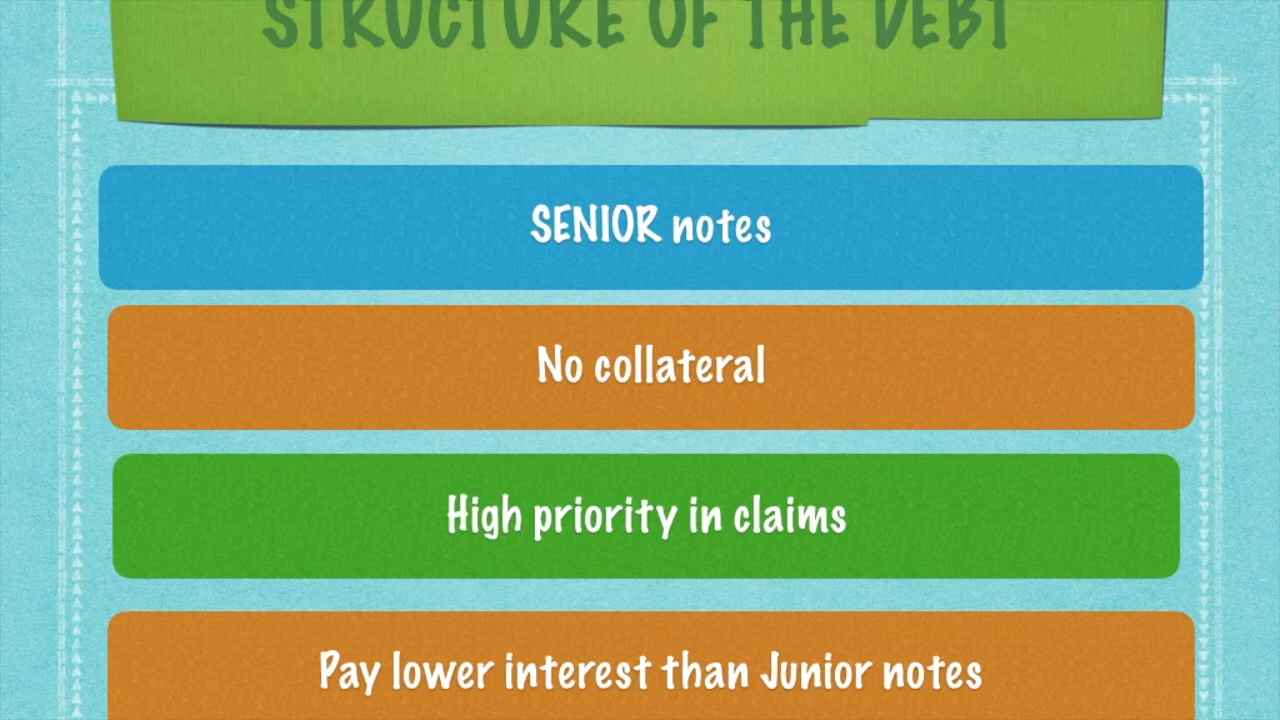 STRUCTURE OF THE DEBT
SENIOR notes
No collateral
High priority in claims
Pay lower interest than Junior notes